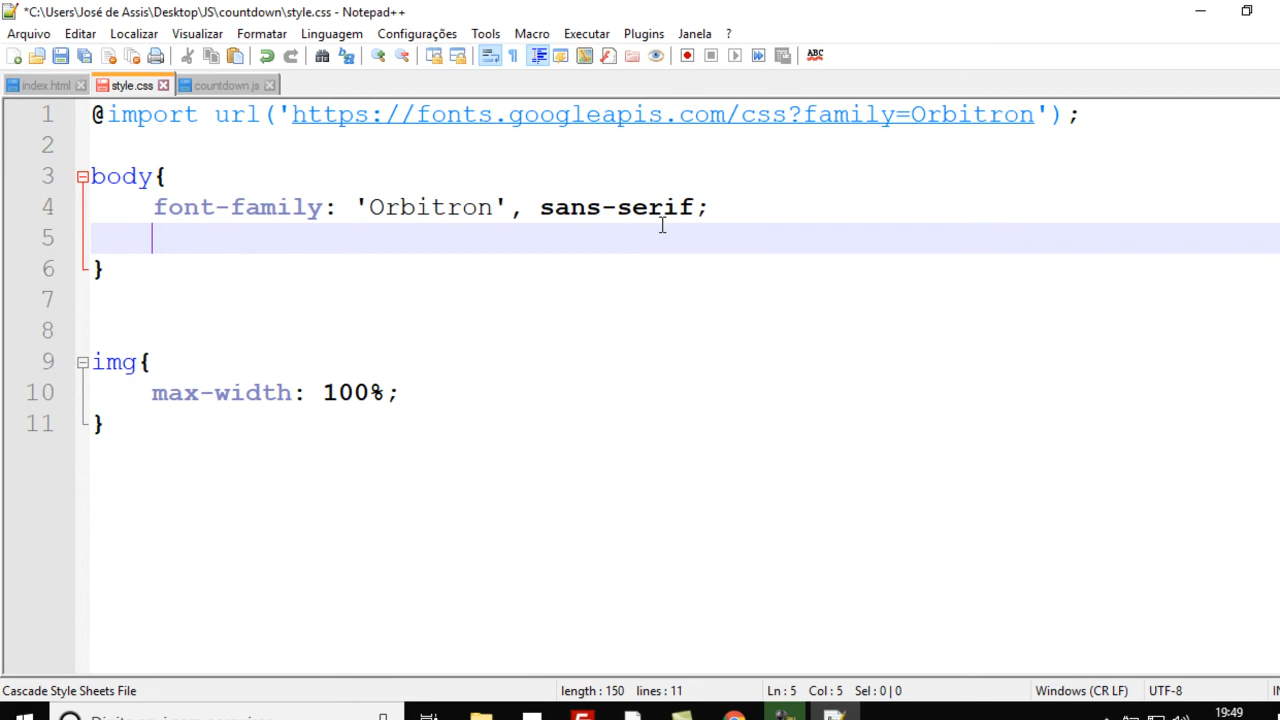 *C:\Users\José de Assis\Desktop\JS\countdown\style.css - Notepad++
Arquivo Editar Localizar Visualizar Formatar Linguagem Configurações Tools Macro Executar Plugins Janela ?
ABC
index.html style.css countdown.js
1 @import url('https://fonts.googleapis.com/css?family=Orbitron');
2
3 body{
4 font-family: 'Orbitron', sans-serif;
5
6 }
7
8
9 img{
10 max-width: 100%;
11 }
Cascade Style Sheets File length : 150 lines : 11 Ln : 5 Col : 5 Sel : 0 | 0 Windows (CR LF) UTF-8
19:49